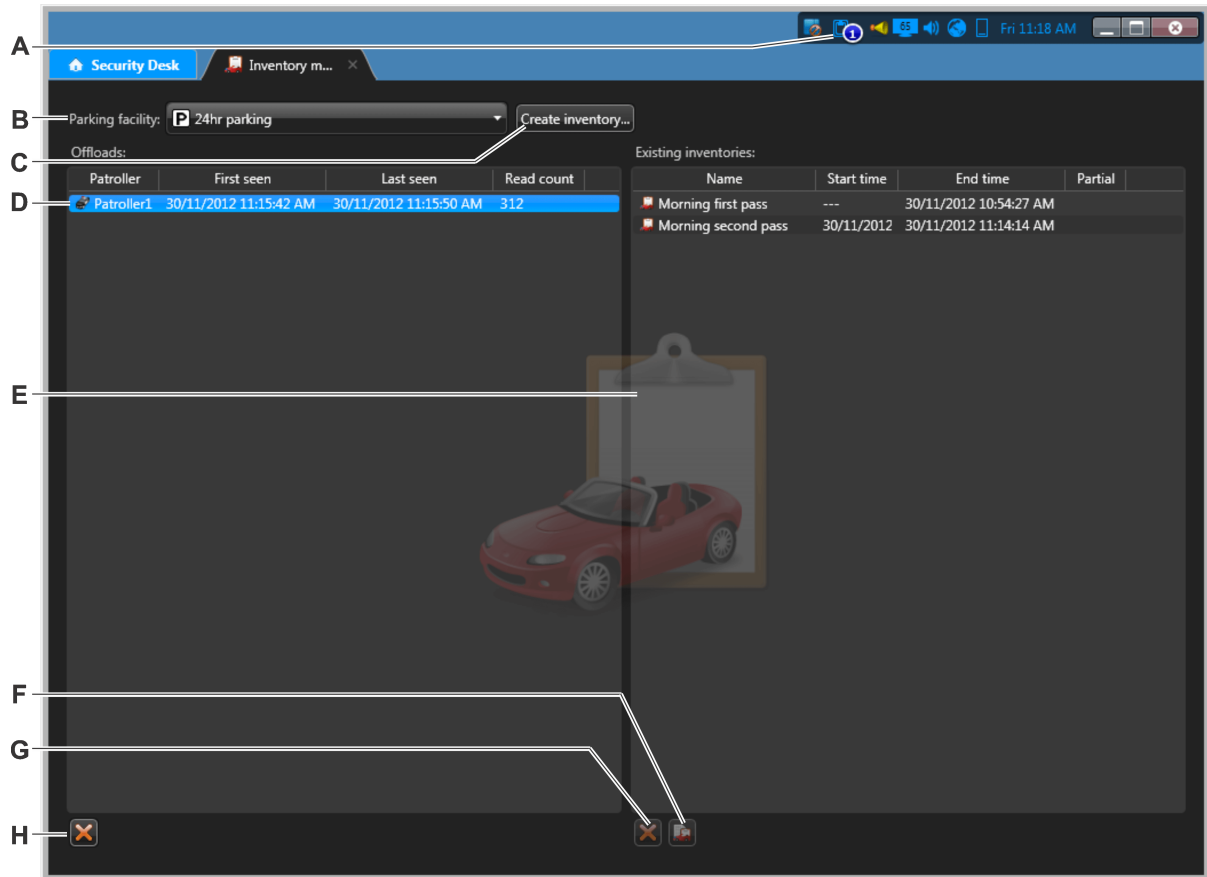 A
1
65
Fri 11:18 AM
Security Desk
Inventory m...
B
Parking facility:
P
24hr parking
Create inventory...
C
Offloads:
Existing inventories:
Patroller First seen Last seen Read count
Name Start time End time Partial
D
Patroller1 30/11/2012 11:15:42 AM 30/11/2012 11:15:50 AM 312
Morning first pass --- 30/11/2012 10:54:27 AM
Morning second pass 30/11/2012 30/11/2012 11:14:14 AM
E
F
G
H